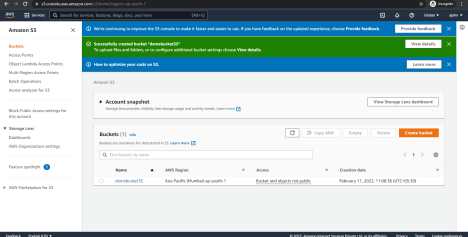 s3.console.aws.amazon.com/s3/home?region=ap-south-1
Incognito
aws
Services
Search for services, features, blogs, docs, and more
[Alt+S]
Global
Amazon S3
Buckets
Access Points
Object Lambda Access Points
Multi-Region Access Points
Batch Operations
Access analyzer for S3
Block Public Access settings for this account
Storage Lens
Dashboards
AWS Organizations settings
Feature spotlight
AWS Marketplace for S3
We're continuing to improve the S3 console to make it faster and easier to use. If you have feedback on the updated experience, choose Provide feedback.
Provide feedback
Successfully created bucket "demobucket55"
To upload files and folders, or to configure additional bucket settings choose View details.
View details
How to optimize your costs on S3.
Learn more
Amazon S3
Account snapshot
Storage lens provides visibility into storage usage and activity trends. Learn more
View Storage Lens dashboard
Buckets (1) Info
Buckets are containers for data stored in S3. Learn more
Copy ARN
Empty
Delete
Create bucket
Find buckets by name
1
Name
AWS Region
Access
Creation date
demobucket55
Asia Pacific (Mumbai) ap-south-1
Bucket and objects not public
February 11, 2022, 11:08:36 (UTC+05:30)
Feedback
English (US)
© 2022, Amazon Internet Services Private Ltd. or its affiliates.
Privacy
Terms
Cookie preferences